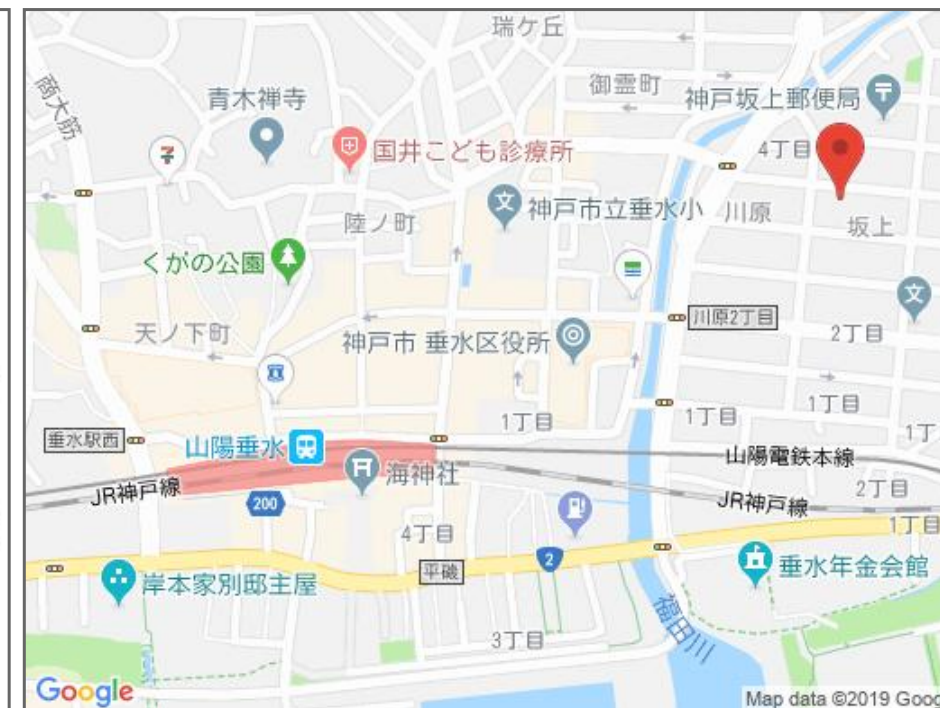 瑞ケ丘
御霊町
商大筋
青木禅寺
神戸坂上郵便局
国井こども診療所
4丁目
神戸市立垂水小
川原
坂上
陸ノ町
くがの公園
川原2丁目
天ノ下町
神戸市 垂水区役所
2丁目
1丁目
1丁目
1丁目
1丁
垂水駅西
山陽垂水
山陽電鉄本線
海神社
JR神戸線
JR神戸線
2丁目
200
1丁目
4丁目
2
平磯
垂水年金会館
岸本家別邸主屋
福田川
3丁目
Google
Map data ©2019 Goog